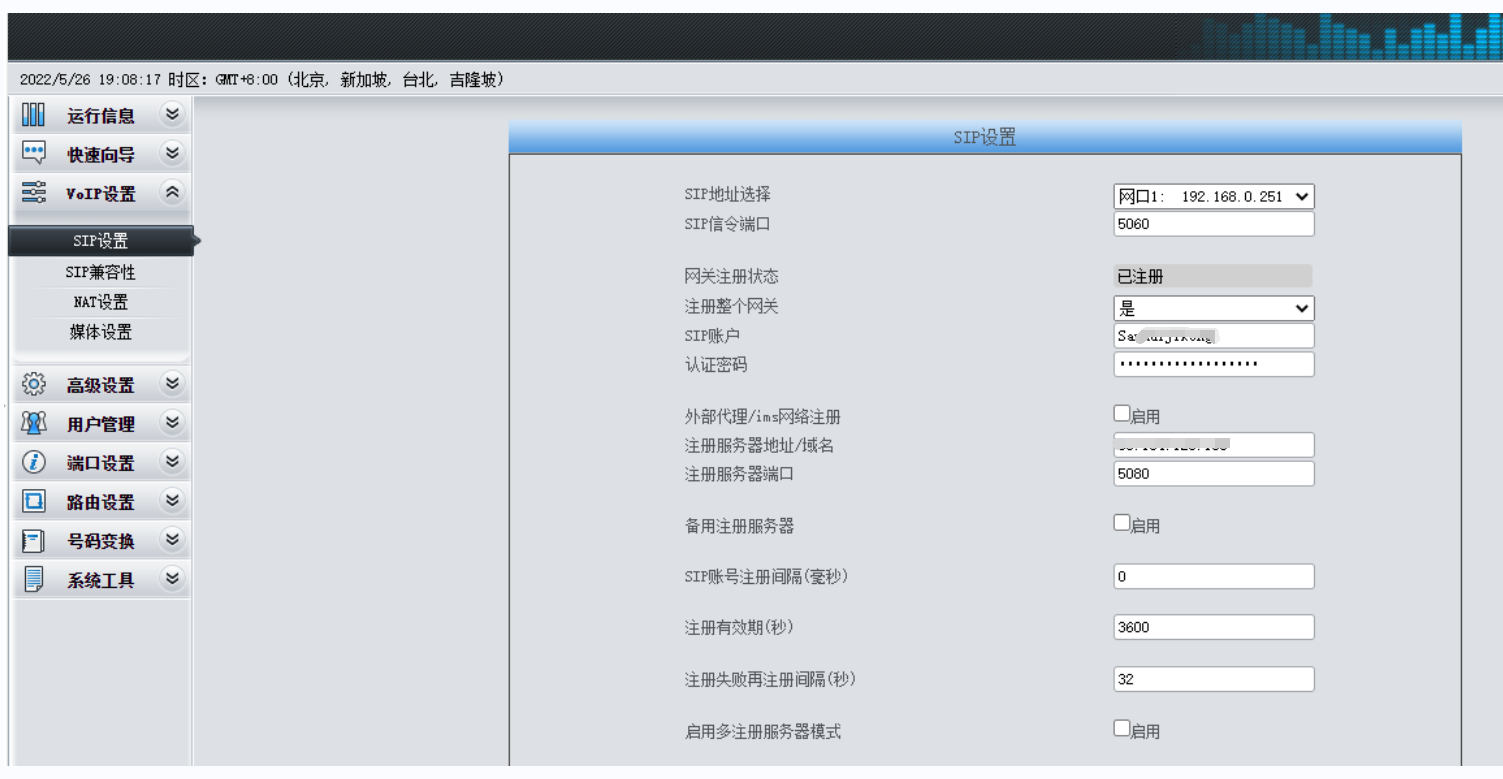 2022/5/26 19:08:17 时区: GMT+8:00 (北京, 新加坡, 台北, 吉隆坡)
运行信息
快速向导
VoIP设置
SIP设置
SIP兼容性
NAT设置
媒体设置
高级设置
用户管理
端口设置
路由设置
号码变换
系统工具
SIP设置
SIP地址选择 网口1: 192.168.0.251
SIP信令端口 5060
网关注册状态 已注册
注册整个网关 是
SIP账户
认证密码 ••••••••••••••••••
外部代理/ims网络注册 启用
注册服务器地址/域名
注册服务器端口 5080
备用注册服务器 启用
SIP账号注册间隔(毫秒) 0
注册有效期(秒) 3600
注册失败再注册间隔(秒) 32
启用多注册服务器模式 启用